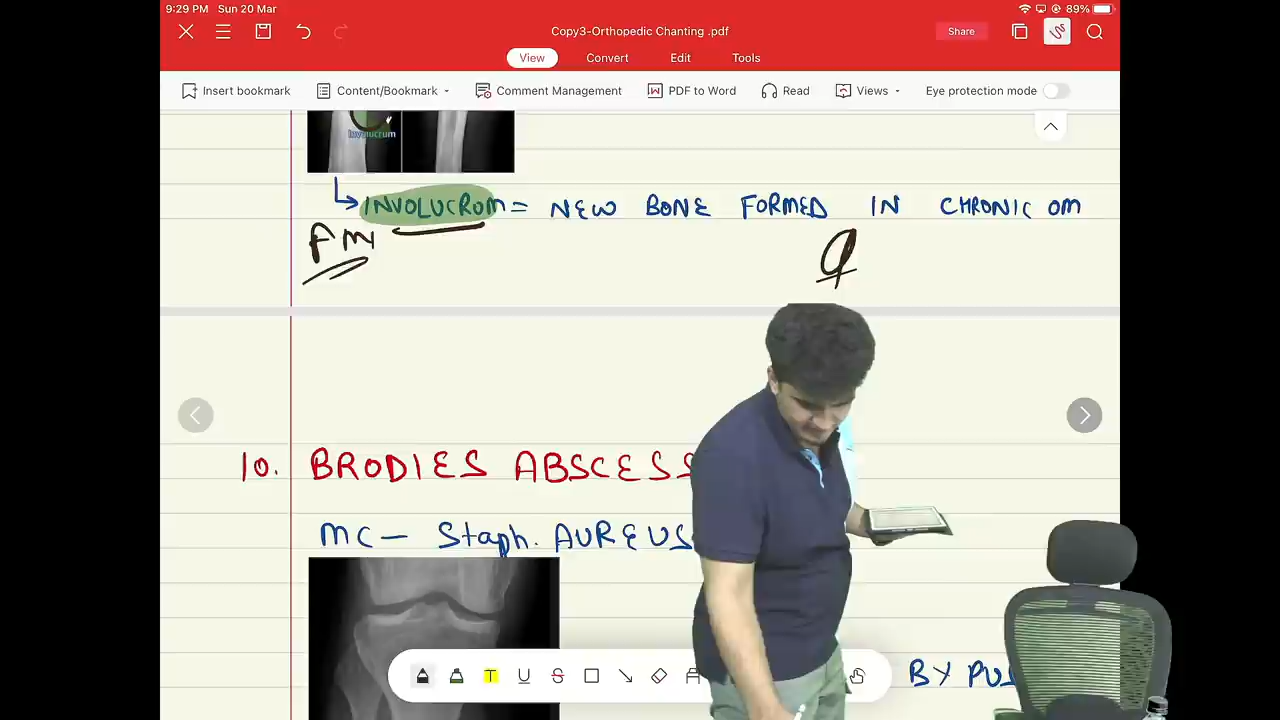 9:29 PM Sun 20 Mar 89%
Copy3-Orthopedic Chanting .pdf
Share
View Convert Edit Tools
Insert bookmark Content/Bookmark Comment Management PDF to Word Read Views Eye protection mode
Involucrum
INVOLUCRUM = NEW BONE FORMED IN CHRONIC OM
10. BRODIES ABSCESS
MC - Staph. AUREUS
T U S
BY PUS